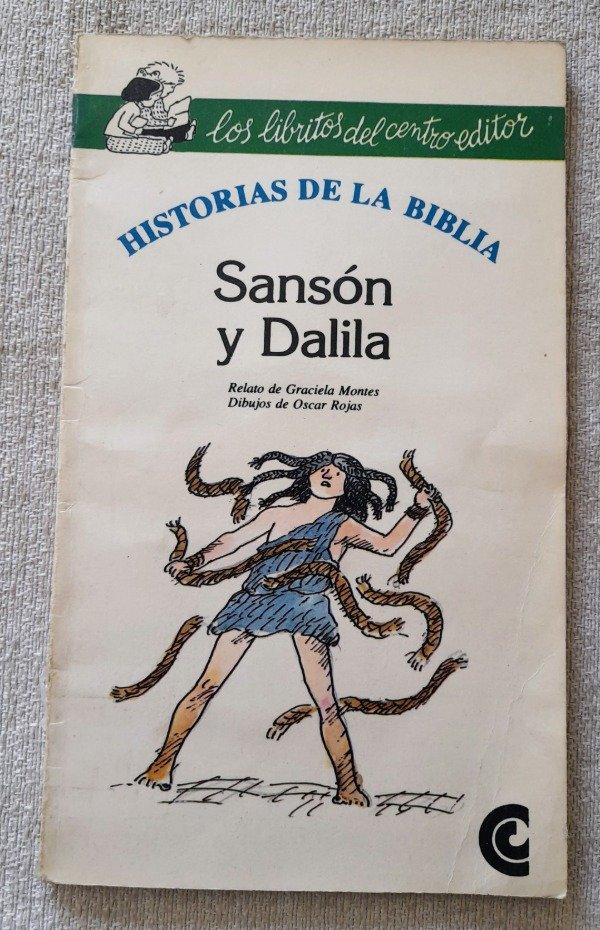 los libritos del centro editor
HISTORIAS DE LA BIBLIA
Sansón
y Dalila
Relato de Graciela Montes
Dibujos de Oscar Rojas